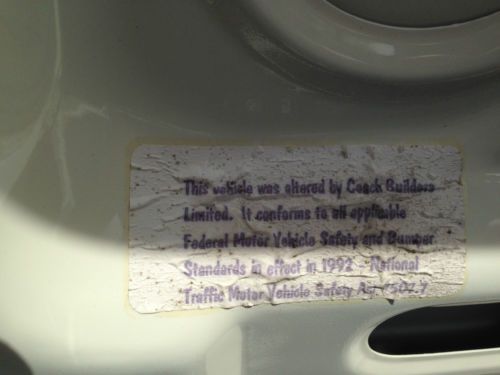 This vehicle was altered by Coach Builders
Limited. It conforms to all applicable
Federal Motor Vehicle Safety and Bumper
Standards in effect in 1992 - National
Traffic Motor Vehicle Safety Act